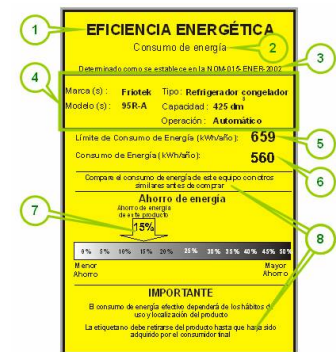 EFICIENCIA ENERGÉTICA
Consumo de energía
Determinado como se establece en la NOM-015-ENER-2002
Marca(s): Friotek Tipo: Refrigerador congelador
Modelo(s): 95R-A Capacidad: 425 dm³
Operación: Automático
Límite de Consumo de Energía (kWh/año): 659
Consumo de Energía (kWh/año): 560
Compare el consumo de energía de este equipo con otros
similares antes de comprar
Ahorro de energía
Ahorro de energía
de este producto
15%
0% 5% 10% 15% 20% 25% 30% 35% 40% 45% 50%
Menor Mayor
Ahorro Ahorro
IMPORTANTE
El consumo de energía efectivo dependerá de los hábitos de
uso y localización del producto
La etiqueta no debe retirarse del producto hasta que haya sido
adquirido por el consumidor final
1
2
3
4
5
6
7
8